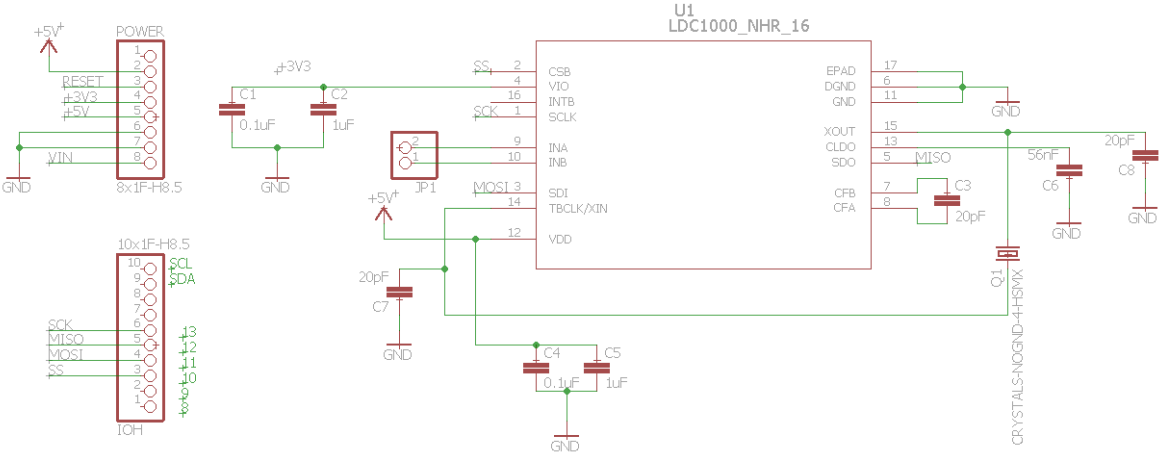 U1
LDC1000_NHR_16
+5V
POWER
1
2
RESET 3
+3V3 4
+5V 5
6
7
VIN 8
GND
8x1F-H8.5
+3V3
C1
0.1uF
C2
1uF
GND
2
1
JP1
SS 2 CSB
4 VIO
16 INTB
SCK 1 SCLK
9 INA
10 INB
MOSI 3 SDI
14 TBCLK/XIN
12 VDD
EPAD 17
DGND 6
GND 11
XOUT 15
CLDO 13
SDO 5 MISO
CFB 7
CFA 8
GND
C3
20pF
56nF
C6
GND
20pF
C8
GND
+5V
20pF
C7
GND
C4
0.1uF
C5
1uF
GND
Q1
CRYSTALS-NOGND-4-HSMX
10x1F-H8.5
10 SCL
9 SDA
8
7
SCK 6
MISO 5
MOSI 4
SS 3
2
1
13
12
11
10
9
8
IOH